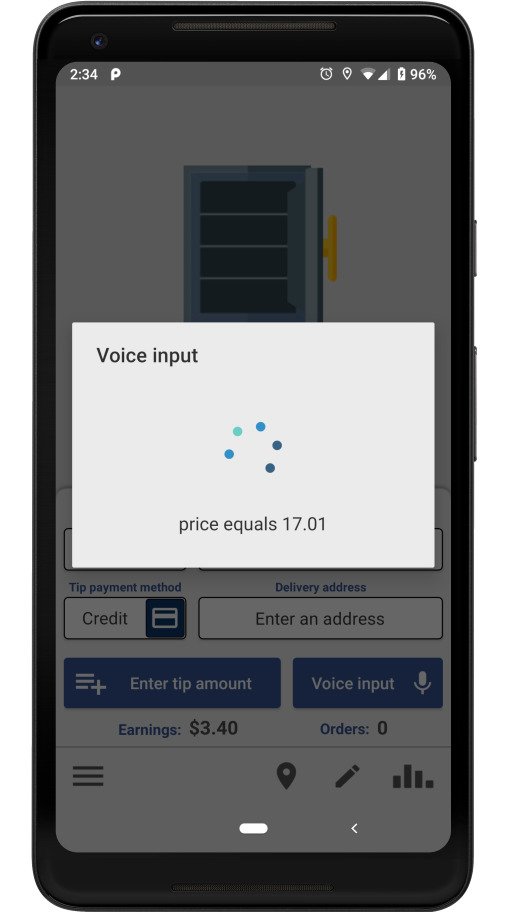 2:34 96%
Voice input
price equals 17.01
Tip payment method Delivery address
Credit Enter an address
Enter tip amount Voice input
Earnings: $3.40 Orders: 0